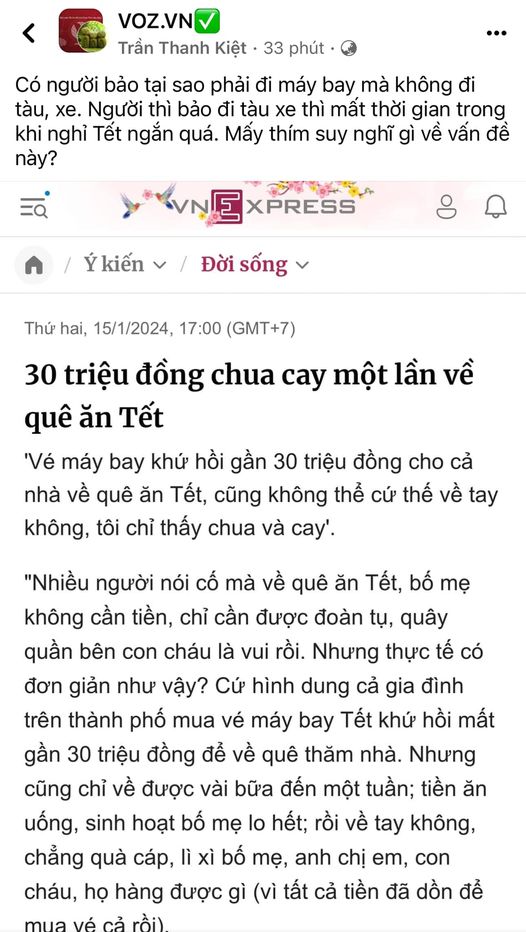 VOZ.VN✅
Trần Thanh Kiệt · 33 phút ·
Có người bảo tại sao phải đi máy bay mà không đi
tàu, xe. Người thì bảo đi tàu xe thì mất thời gian trong
khi nghỉ Tết ngắn quá. Mấy thím suy nghĩ gì về vấn đề
này?
VNEXPRESS
/ Ý kiến / Đời sống
Thứ hai, 15/1/2024, 17:00 (GMT+7)
30 triệu đồng chua cay một lần về
quê ăn Tết
'Vé máy bay khứ hồi gần 30 triệu đồng cho cả
nhà về quê ăn Tết, cũng không thể cứ thế về tay
không, tôi chỉ thấy chua và cay'.
"Nhiều người nói cố mà về quê ăn Tết, bố mẹ
không cần tiền, chỉ cần được đoàn tụ, quây
quần bên con cháu là vui rồi. Nhưng thực tế có
đơn giản như vậy? Cứ hình dung cả gia đình
trên thành phố mua vé máy bay Tết khứ hồi mất
gần 30 triệu đồng để về quê thăm nhà. Nhưng
cũng chỉ về được vài bữa đến một tuần; tiền ăn
uống, sinh hoạt bố mẹ lo hết; rồi về tay không,
chẳng quà cáp, lì xì bố mẹ, anh chị em, con
cháu, họ hàng được gì (vì tất cả tiền đã dồn để
mua vé cả rồi).